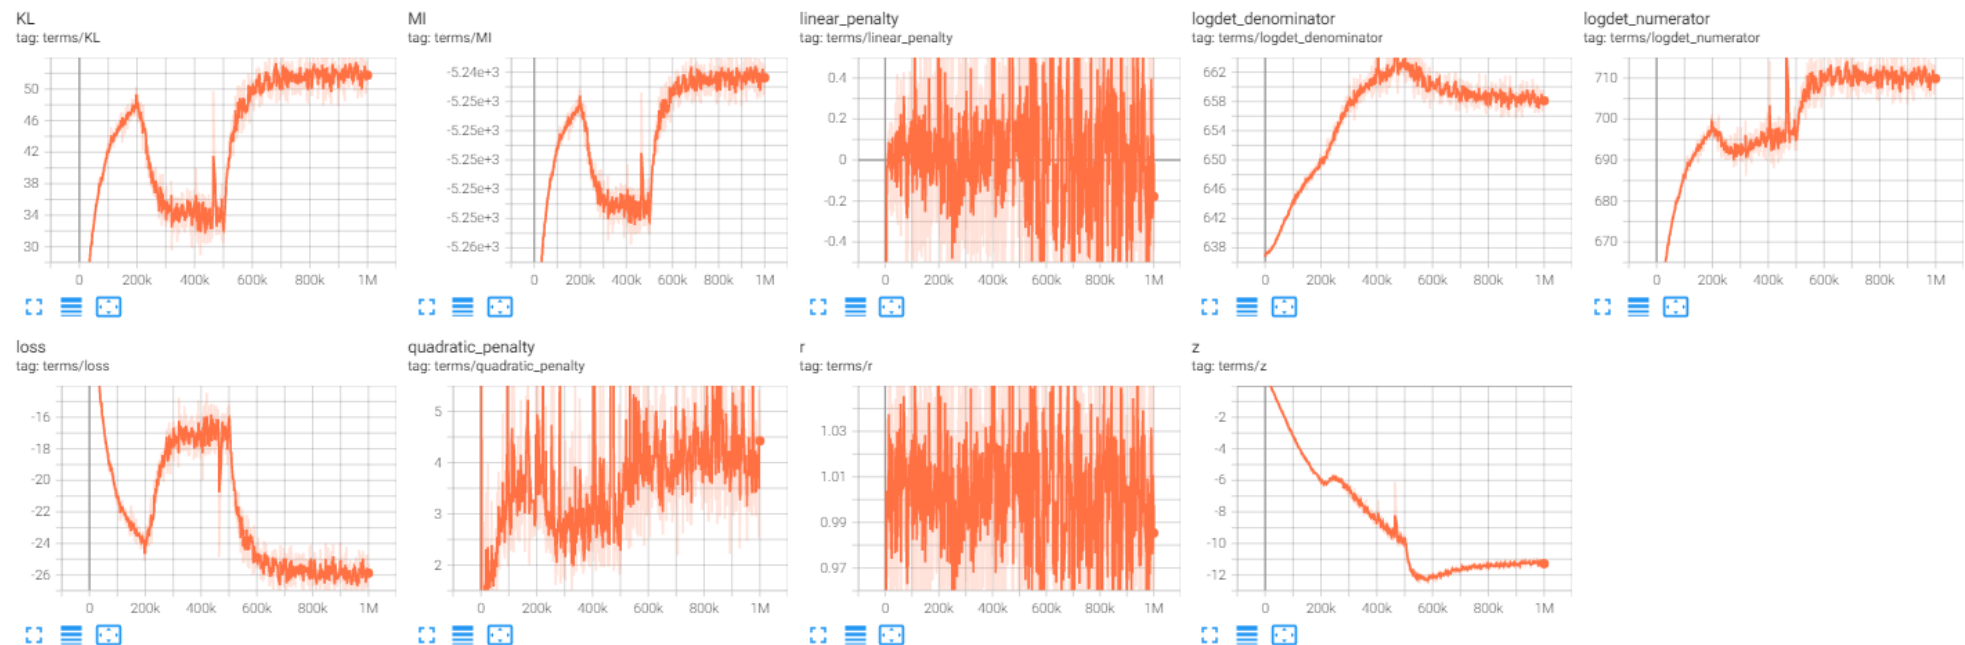 KL
tag: terms/KL
50
46
42
38
34
30
0 200k 400k 600k 800k 1M
MI
tag: terms/MI
-5.24e+3
-5.25e+3
-5.25e+3
-5.25e+3
-5.25e+3
-5.25e+3
-5.26e+3
0 200k 400k 600k 800k 1M
linear_penalty
tag: terms/linear_penalty
0.4
0.2
0
-0.2
-0.4
0 200k 400k 600k 800k 1M
logdet_denominator
tag: terms/logdet_denominator
662
658
654
650
646
642
638
0 200k 400k 600k 800k 1M
logdet_numerator
tag: terms/logdet_numerator
710
700
690
680
670
0 200k 400k 600k 800k 1M
loss
tag: terms/loss
-16
-18
-20
-22
-24
-26
0 200k 400k 600k 800k 1M
quadratic_penalty
tag: terms/quadratic_penalty
5
4
3
2
0 200k 400k 600k 800k 1M
r
tag: terms/r
1.03
1.01
0.99
0.97
0 200k 400k 600k 800k 1M
z
tag: terms/z
-2
-4
-6
-8
-10
-12
0 200k 400k 600k 800k 1M